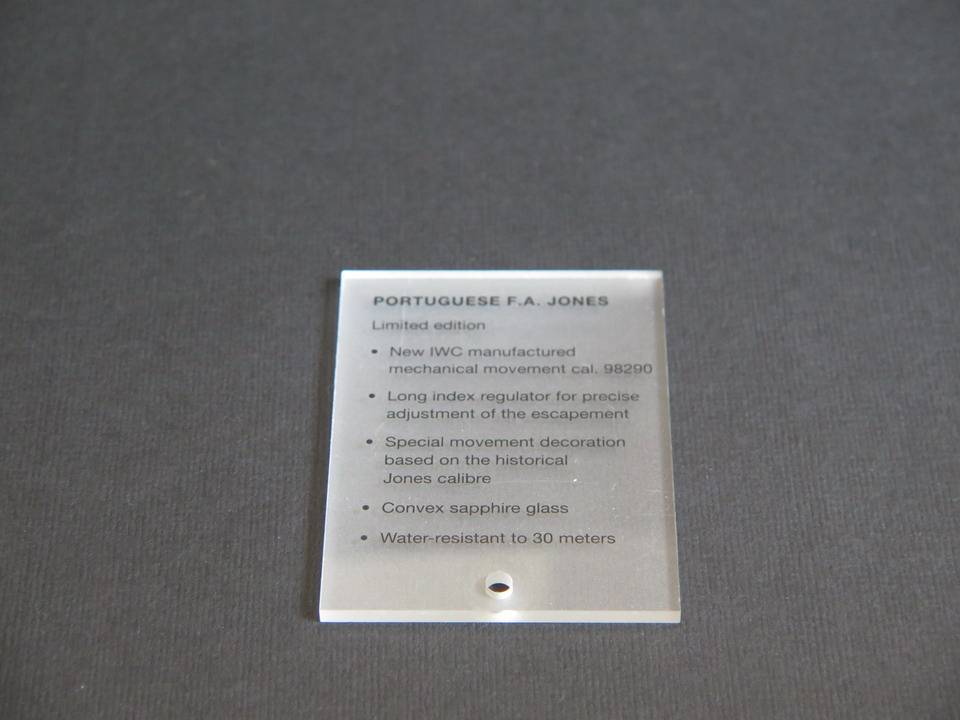 PORTUGUESE F.A. JONES
Limited edition
• New IWC manufactured
mechanical movement cal. 98290
• Long index regulator for precise
adjustment of the escapement
• Special movement decoration
based on the historical
Jones calibre
• Convex sapphire glass
• Water-resistant to 30 meters